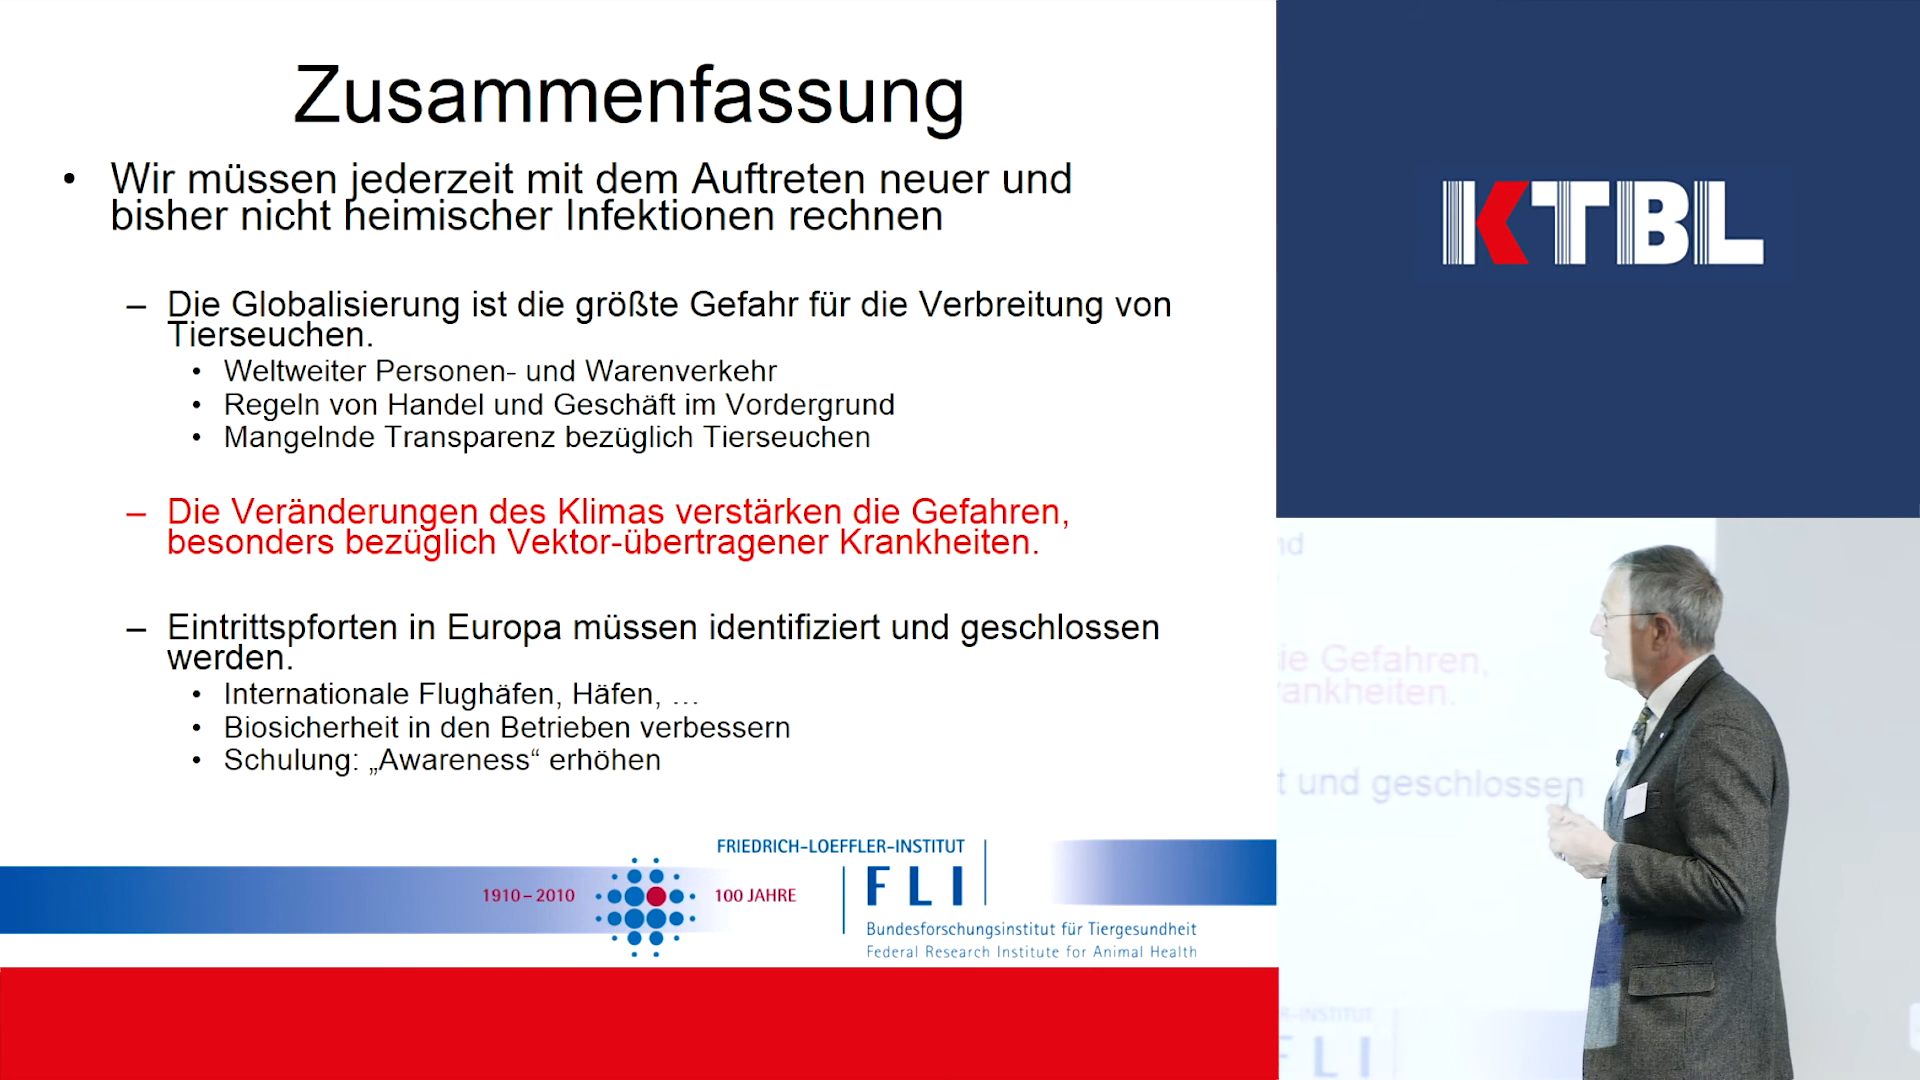 Zusammenfassung
• Wir müssen jederzeit mit dem Auftreten neuer und
bisher nicht heimischer Infektionen rechnen
– Die Globalisierung ist die größte Gefahr für die Verbreitung von
Tierseuchen.
• Weltweiter Personen- und Warenverkehr
• Regeln von Handel und Geschäft im Vordergrund
• Mangelnde Transparenz bezüglich Tierseuchen
– Die Veränderungen des Klimas verstärken die Gefahren,
besonders bezüglich Vektor-übertragener Krankheiten.
– Eintrittspforten in Europa müssen identifiziert und geschlossen
werden.
• Internationale Flughäfen, Häfen, …
• Biosicherheit in den Betrieben verbessern
• Schulung: „Awareness“ erhöhen
1910–2010
100 JAHRE
FRIEDRICH-LOEFFLER-INSTITUT
FLI
Bundesforschungsinstitut für Tiergesundheit
Federal Research Institute for Animal Health
KTBL
nd
ie Gefahren,
rankheiten.
t und geschlossen
R-INSTITUT
FLI